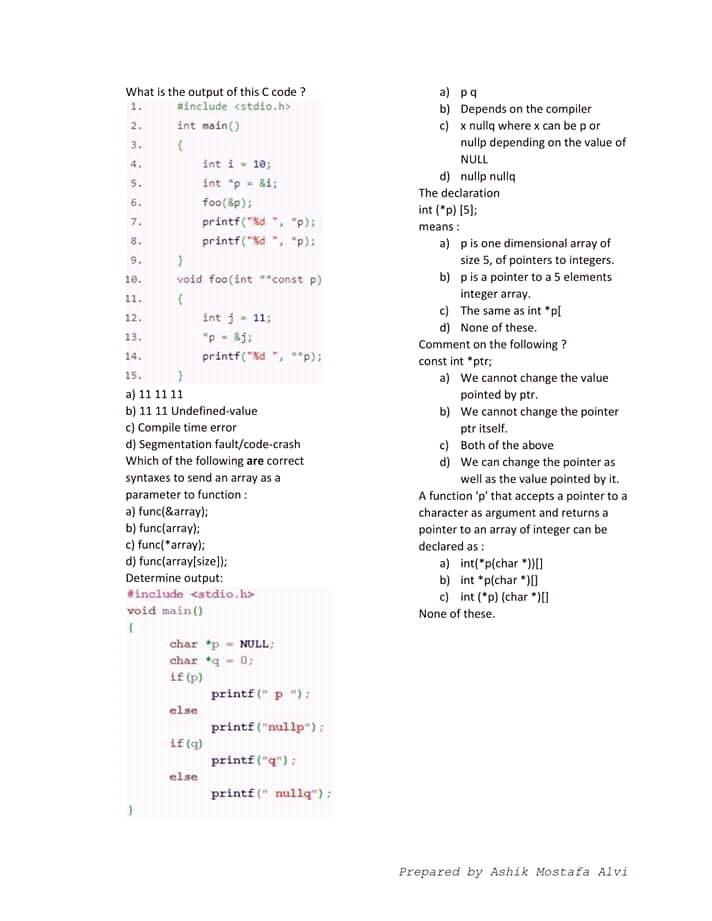 What is the output of this C code ?
1. #include <stdio.h>
2. int main()
3. {
4. int i = 10;
5. int *p = &i;
6. foo(&p);
7. printf("%d ", *p);
8. printf("%d ", *p);
9. }
10. void foo(int **const p)
11. {
12. int j = 11;
13. *p = &j;
14. printf("%d ", **p);
15. }
a) 11 11 11
b) 11 11 Undefined-value
c) Compile time error
d) Segmentation fault/code-crash
Which of the following are correct
syntaxes to send an array as a
parameter to function :
a) func(&array);
b) func(array);
c) func(*array);
d) func(array[size]);
Determine output:
#include <stdio.h>
void main()
{
char *p = NULL;
char *q = 0;
if(p)
printf(" p ");
else
printf("nullp");
if(q)
printf("q");
else
printf(" nullq");
}
a) p q
b) Depends on the compiler
c) x nullq where x can be p or
nullp depending on the value of
NULL
d) nullp nullq
The declaration
int (*p) [5];
means :
a) p is one dimensional array of
size 5, of pointers to integers.
b) p is a pointer to a 5 elements
integer array.
c) The same as int *p[
d) None of these.
Comment on the following ?
const int *ptr;
a) We cannot change the value
pointed by ptr.
b) We cannot change the pointer
ptr itself.
c) Both of the above
d) We can change the pointer as
well as the value pointed by it.
A function 'p' that accepts a pointer to a
character as argument and returns a
pointer to an array of integer can be
declared as :
a) int(*p(char *))[]
b) int *p(char *)[]
c) int (*p) (char *)[]
None of these.
Prepared by Ashik Mostafa Alvi